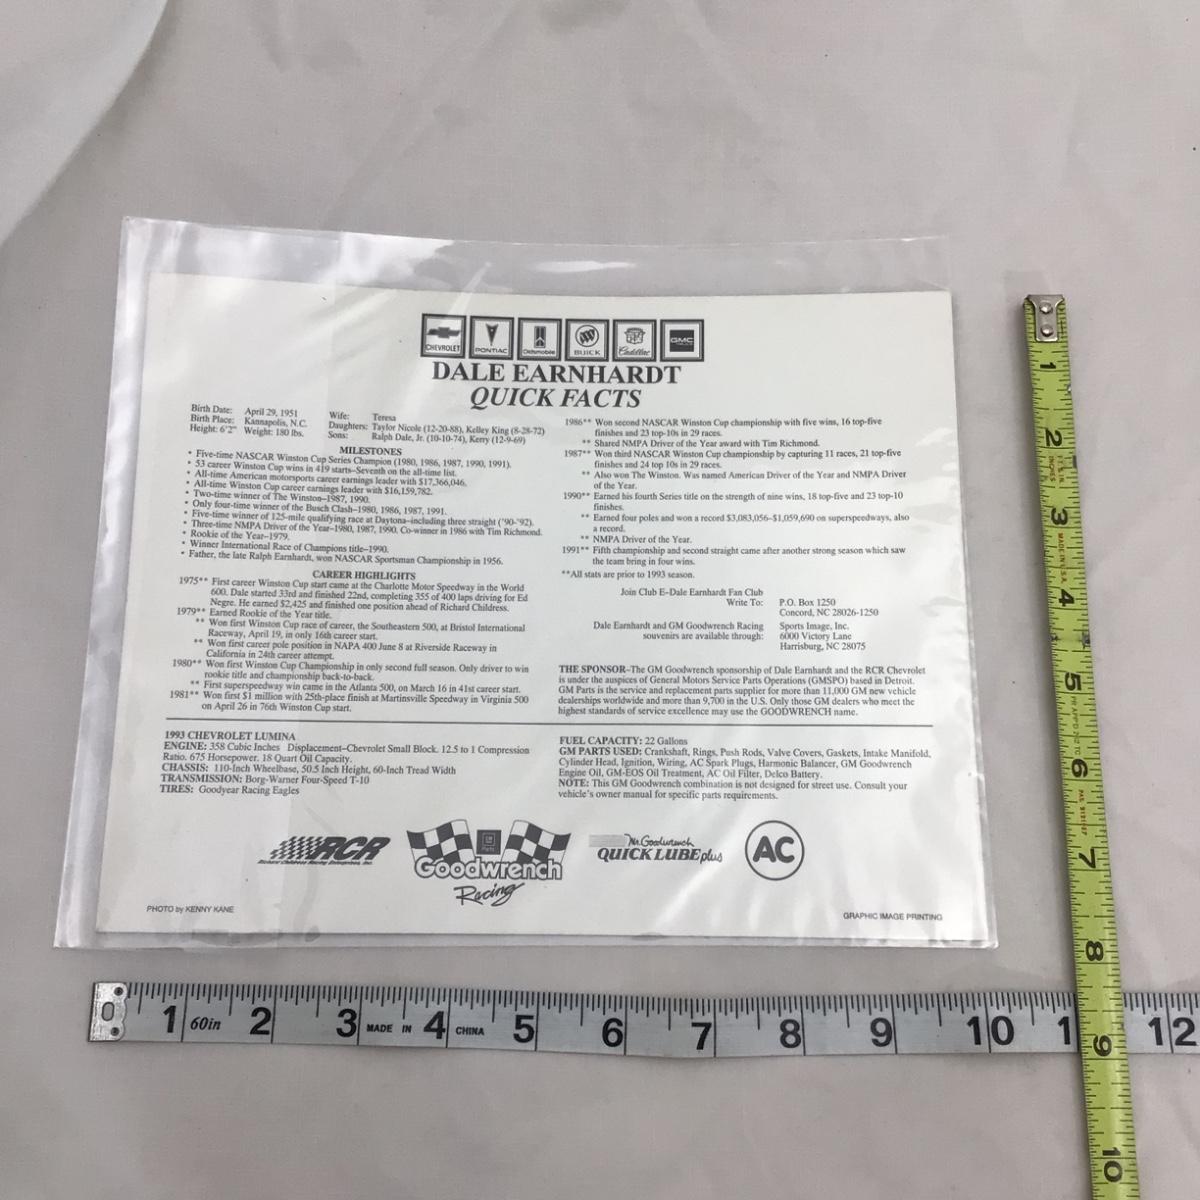 CHEVROLET
PONTIAC
Oldsmobile
BUICK
Cadillac
GMC
DALE EARNHARDT
QUICK FACTS
Birth Date: April 29, 1951
Birth Place: Kannapolis, N.C.
Height: 6'2" Weight: 180 lbs.
Wife: Teresa
Daughters: Taylor Nicole (12-20-88), Kelley King (8-28-72)
Sons: Ralph Dale, Jr. (10-10-74), Kerry (12-9-69)
MILESTONES
• Five-time NASCAR Winston Cup Series Champion (1980, 1986, 1987, 1990, 1991).
• 53 career Winston Cup wins in 419 starts–Seventh on the all-time list.
• All-time American motorsports career earnings leader with $17,366,046.
• All-time Winston Cup career earnings leader with $16,159,782.
• Two-time winner of The Winston–1987, 1990.
• Only four-time winner of the Busch Clash–1980, 1986, 1987, 1991.
• Five-time winner of 125-mile qualifying race at Daytona–including three straight ('90-'92).
• Three-time NMPA Driver of the Year–1980, 1987, 1990. Co-winner in 1986 with Tim Richmond.
• Rookie of the Year–1979.
• Winner International Race of Champions title–1990.
• Father, the late Ralph Earnhardt, won NASCAR Sportsman Championship in 1956.
CAREER HIGHLIGHTS
1975** First career Winston Cup start came at the Charlotte Motor Speedway in the World
600. Dale started 33rd and finished 22nd, completing 355 of 400 laps driving for Ed
Negre. He earned $2,425 and finished one position ahead of Richard Childress.
1979** Earned Rookie of the Year title.
** Won first Winston Cup race of career, the Southeastern 500, at Bristol International
Raceway, April 19, in only 16th career start.
** Won first career pole position in NAPA 400 June 8 at Riverside Raceway in
California in 24th career attempt.
1980** Won first Winston Cup Championship in only second full season. Only driver to win
rookie title and championship back-to-back.
** First superspeedway win came in the Atlanta 500, on March 16 in 41st career start.
1981** Won first $1 million with 25th-place finish at Martinsville Speedway in Virginia 500
on April 26 in 76th Winston Cup start.
1986** Won second NASCAR Winston Cup championship with five wins, 16 top-five
finishes and 23 top-10s in 29 races.
** Shared NMPA Driver of the Year award with Tim Richmond.
1987** Won third NASCAR Winston Cup championship by capturing 11 races, 21 top-five
finishes and 24 top 10s in 29 races.
** Also won The Winston. Was named American Driver of the Year and NMPA Driver
of the Year.
1990** Earned his fourth Series title on the strength of nine wins, 18 top-five and 23 top-10
finishes.
** Earned four poles and won a record $3,083,056–$1,059,690 on superspeedways, also
a record.
** NMPA Driver of the Year.
1991** Fifth championship and second straight came after another strong season which saw
the team bring in four wins.
**All stats are prior to 1993 season.
Join Club E–Dale Earnhardt Fan Club
Write To: P.O. Box 1250
Concord, NC 28026-1250
Dale Earnhardt and GM Goodwrench Racing
souvenirs are available through:
Sports Image, Inc.
6000 Victory Lane
Harrisburg, NC 28075
THE SPONSOR–The GM Goodwrench sponsorship of Dale Earnhardt and the RCR Chevrolet
is under the auspices of General Motors Service Parts Operations (GMSPO) based in Detroit.
GM Parts is the service and replacement parts supplier for more than 11,000 GM new vehicle
dealerships worldwide and more than 9,700 in the U.S. Only those GM dealers who meet the
highest standards of service excellence may use the GOODWRENCH name.
1993 CHEVROLET LUMINA
ENGINE: 358 Cubic Inches Displacement–Chevrolet Small Block. 12.5 to 1 Compression
Ratio. 675 Horsepower. 18 Quart Oil Capacity.
CHASSIS: 110-Inch Wheelbase, 50.5 Inch Height, 60-Inch Tread Width
TRANSMISSION: Borg-Warner Four-Speed T-10
TIRES: Goodyear Racing Eagles
FUEL CAPACITY: 22 Gallons
GM PARTS USED: Crankshaft, Rings, Push Rods, Valve Covers, Gaskets, Intake Manifold,
Cylinder Head, Ignition, Wiring, AC Spark Plugs, Harmonic Balancer, GM Goodwrench
Engine Oil, GM-EOS Oil Treatment, AC Oil Filter, Delco Battery.
NOTE: This GM Goodwrench combination is not designed for street use. Consult your
vehicle's owner manual for specific parts requirements.
RCR
Richard Childress Racing Enterprises, Inc.
GM
Parts
Goodwrench
Racing
Mr. Goodwrench
QUICK LUBE plus
AC
PHOTO by KENNY KANE
GRAPHIC IMAGE PRINTING
0 1 60in 2 3 MADE IN 4 CHINA 5 6 7 8 9 10 1 12
1 2 3 4 5 6 7 8 9 10
INCHES
MADE IN U.S.A.